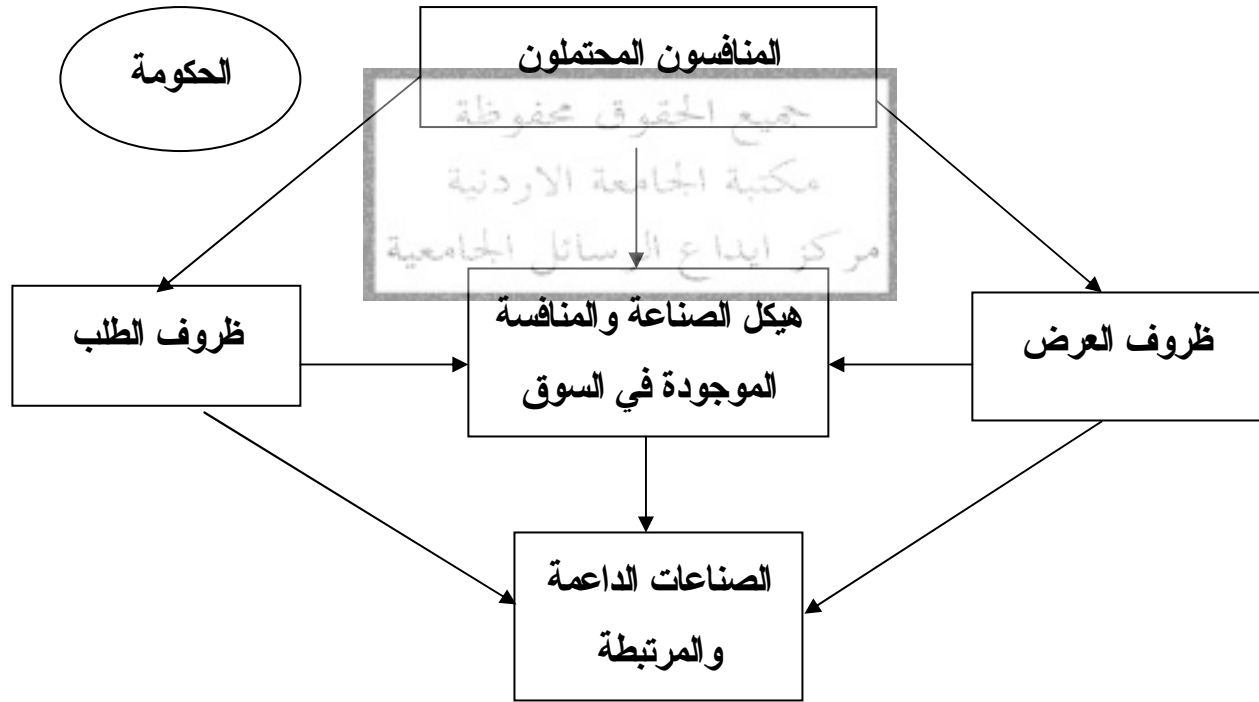 المنافسون المحتملون
الحكومة
جميع الحقوق محفوظة
مكتبة الجامعة الاردنية
مركز ايداع الرسائل الجامعية
ظروف العرض
هيكل الصناعة والمنافسة
الموجودة في السوق
ظروف الطلب
الصناعات الداعمة
والمرتبطة